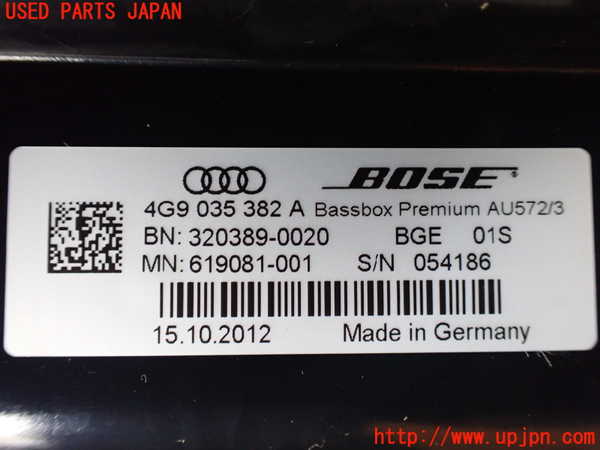 USED PARTS JAPAN
BOSE®
4G9 035 382 A Bassbox Premium AU572/3
BN: 320389-0020 BGE 01S
MN: 619081-001 S/N 054186
15.10.2012 Made in Germany
http://www.upjpn.com/